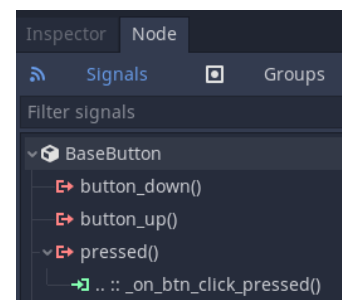 Inspector Node
Signals Groups
Filter signals
BaseButton
button_down()
button_up()
pressed()
.. :: _on_btn_click_pressed()